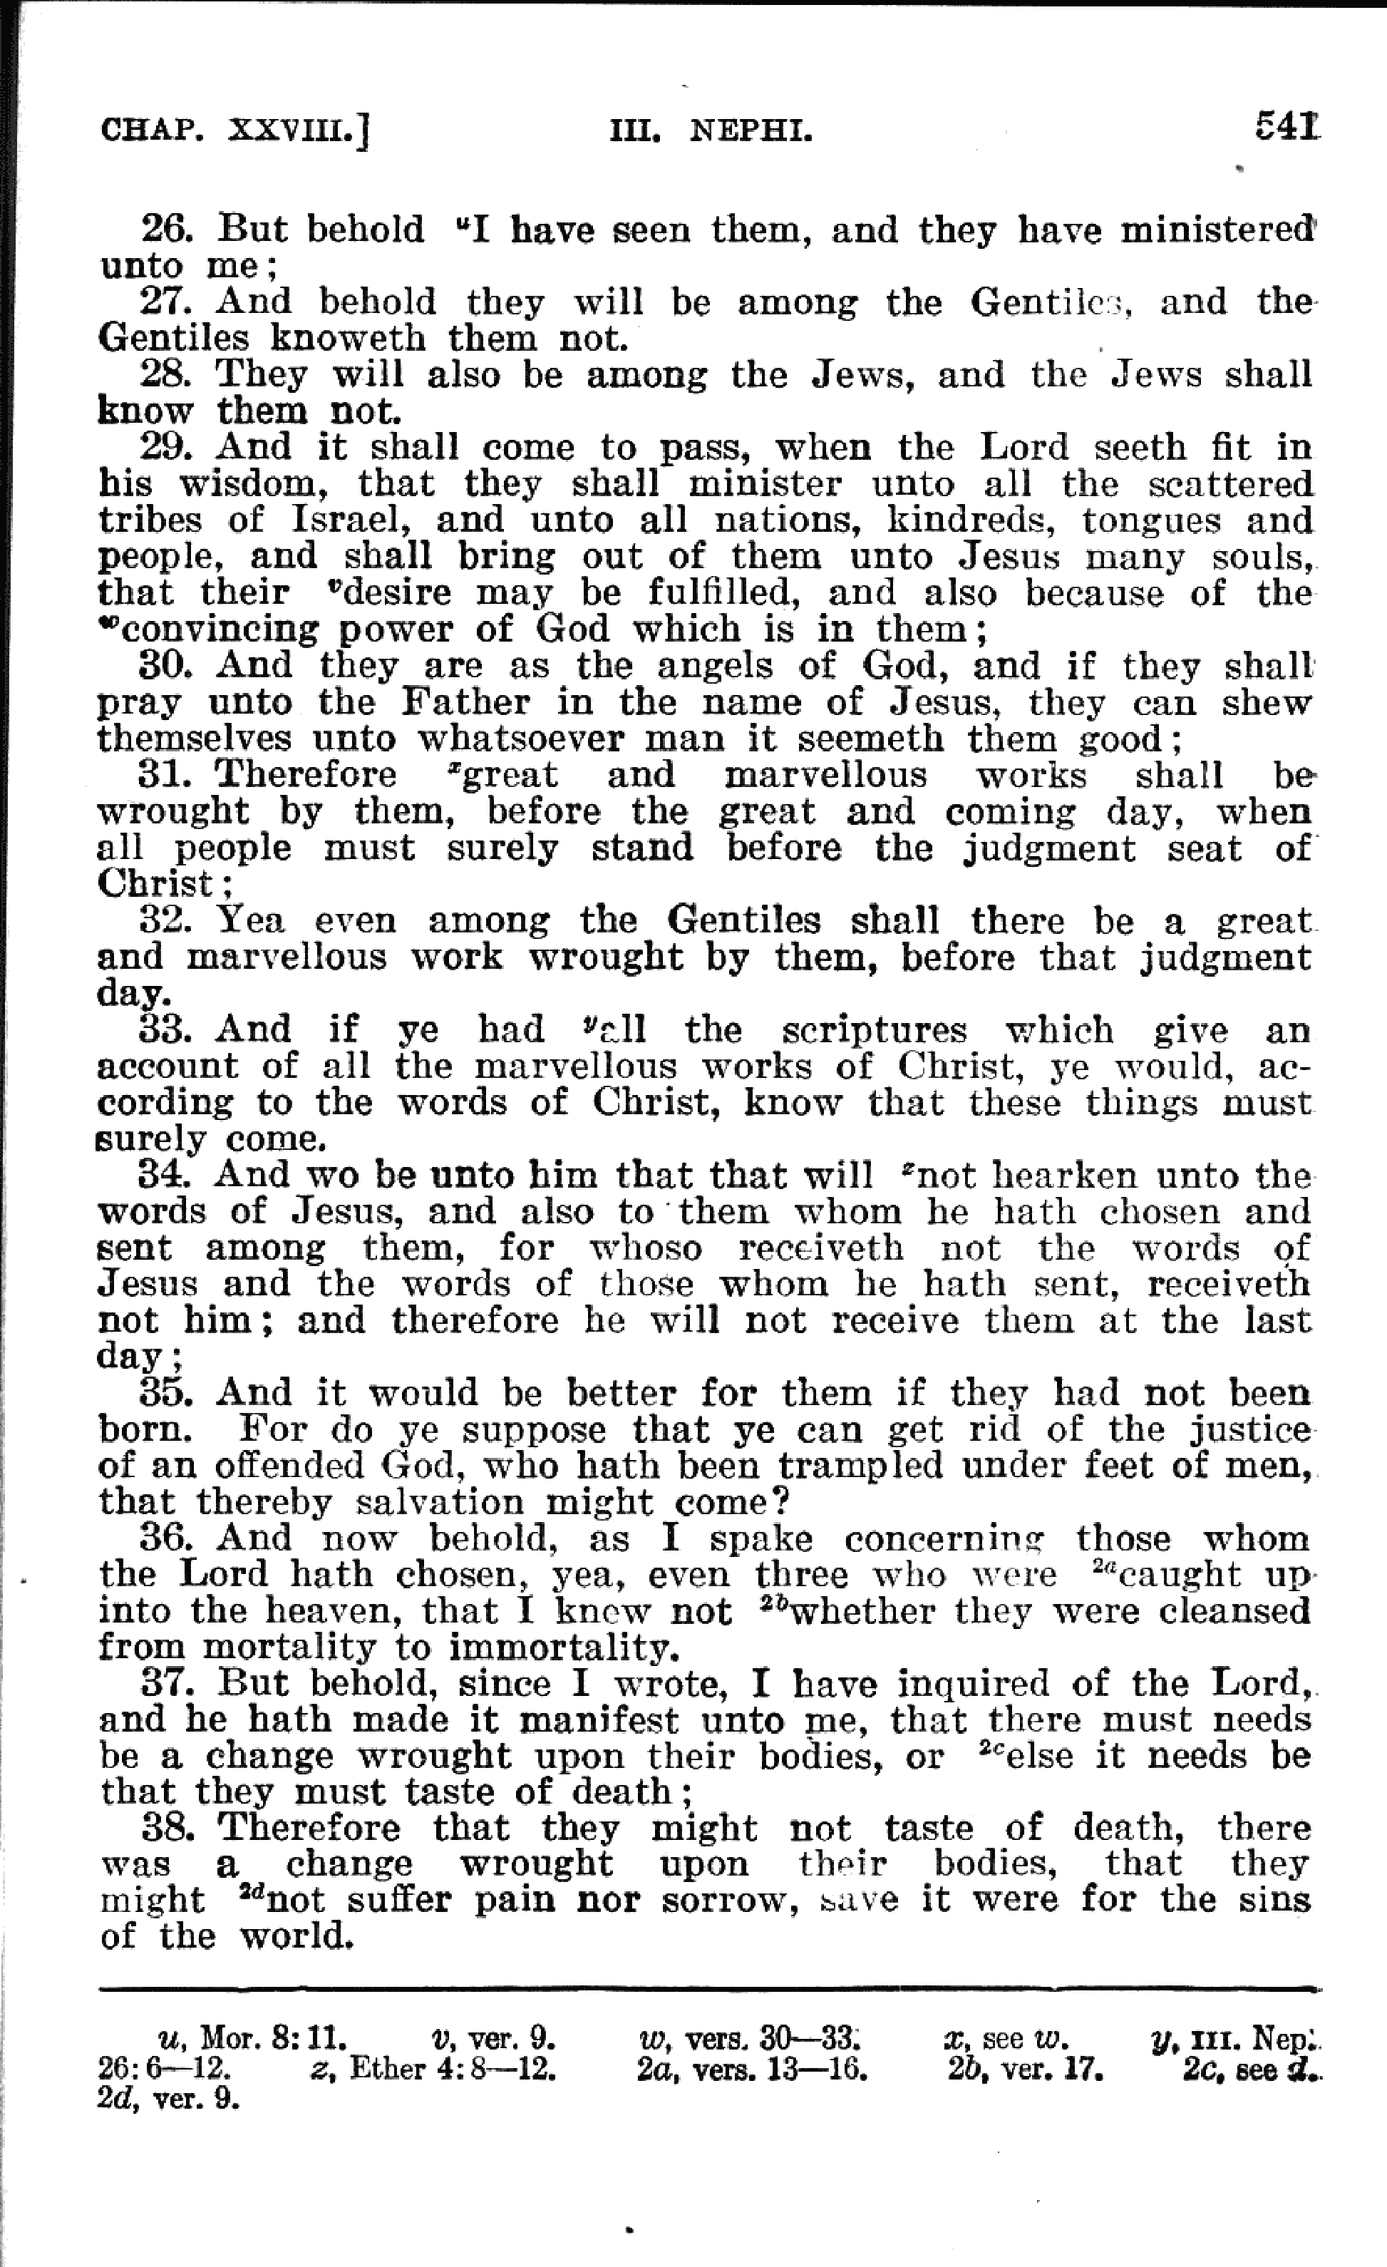 CHAP. XXVIII.] III. NEPHI. 541
26. But behold ᵘI have seen them, and they have ministered
unto me;
27. And behold they will be among the Gentiles, and the
Gentiles knoweth them not.
28. They will also be among the Jews, and the Jews shall
know them not.
29. And it shall come to pass, when the Lord seeth fit in
his wisdom, that they shall minister unto all the scattered
tribes of Israel, and unto all nations, kindreds, tongues and
people, and shall bring out of them unto Jesus many souls,
that their ᵛdesire may be fulfilled, and also because of the
ʷconvincing power of God which is in them;
30. And they are as the angels of God, and if they shall
pray unto the Father in the name of Jesus, they can shew
themselves unto whatsoever man it seemeth them good;
31. Therefore ˣgreat and marvellous works shall be
wrought by them, before the great and coming day, when
all people must surely stand before the judgment seat of
Christ;
32. Yea even among the Gentiles shall there be a great
and marvellous work wrought by them, before that judgment
day.
33. And if ye had ʸall the scriptures which give an
account of all the marvellous works of Christ, ye would, ac-
cording to the words of Christ, know that these things must
surely come.
34. And wo be unto him that that will ᶻnot hearken unto the
words of Jesus, and also to them whom he hath chosen and
sent among them, for whoso receiveth not the words of
Jesus and the words of those whom he hath sent, receiveth
not him; and therefore he will not receive them at the last
day;
35. And it would be better for them if they had not been
born. For do ye suppose that ye can get rid of the justice
of an offended God, who hath been trampled under feet of men,
that thereby salvation might come?
36. And now behold, as I spake concerning those whom
the Lord hath chosen, yea, even three who were ²ᵃcaught up
into the heaven, that I knew not ²ᵇwhether they were cleansed
from mortality to immortality.
37. But behold, since I wrote, I have inquired of the Lord,
and he hath made it manifest unto me, that there must needs
be a change wrought upon their bodies, or ²ᶜelse it needs be
that they must taste of death;
38. Therefore that they might not taste of death, there
was a change wrought upon their bodies, that they
might ²ᵈnot suffer pain nor sorrow, save it were for the sins
of the world.
u, Mor. 8:11. v, ver. 9. w, vers. 30—33. x, see w. y, III. Nep.
26:6—12. z, Ether 4:8—12. 2a, vers. 13—16. 2b, ver. 17. 2c, see d.
2d, ver. 9.